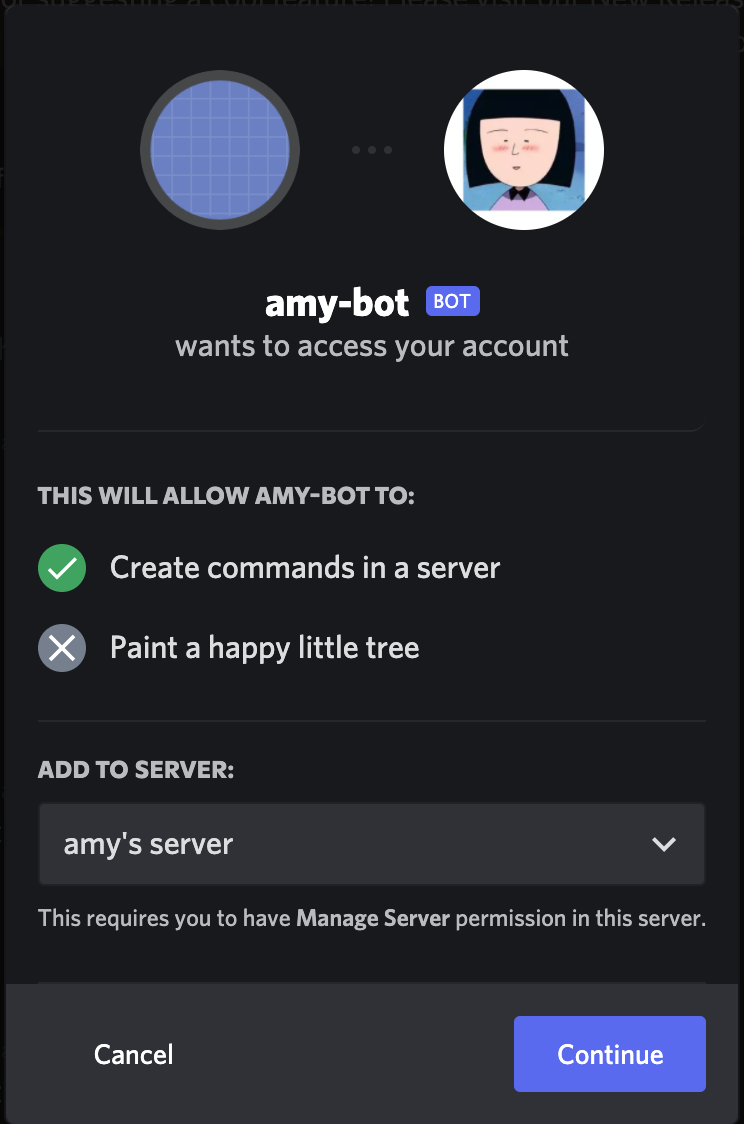 amy-bot BOT
wants to access your account
THIS WILL ALLOW AMY-BOT TO:
Create commands in a server
Paint a happy little tree
ADD TO SERVER:
amy's server
This requires you to have Manage Server permission in this server.
Cancel
Continue